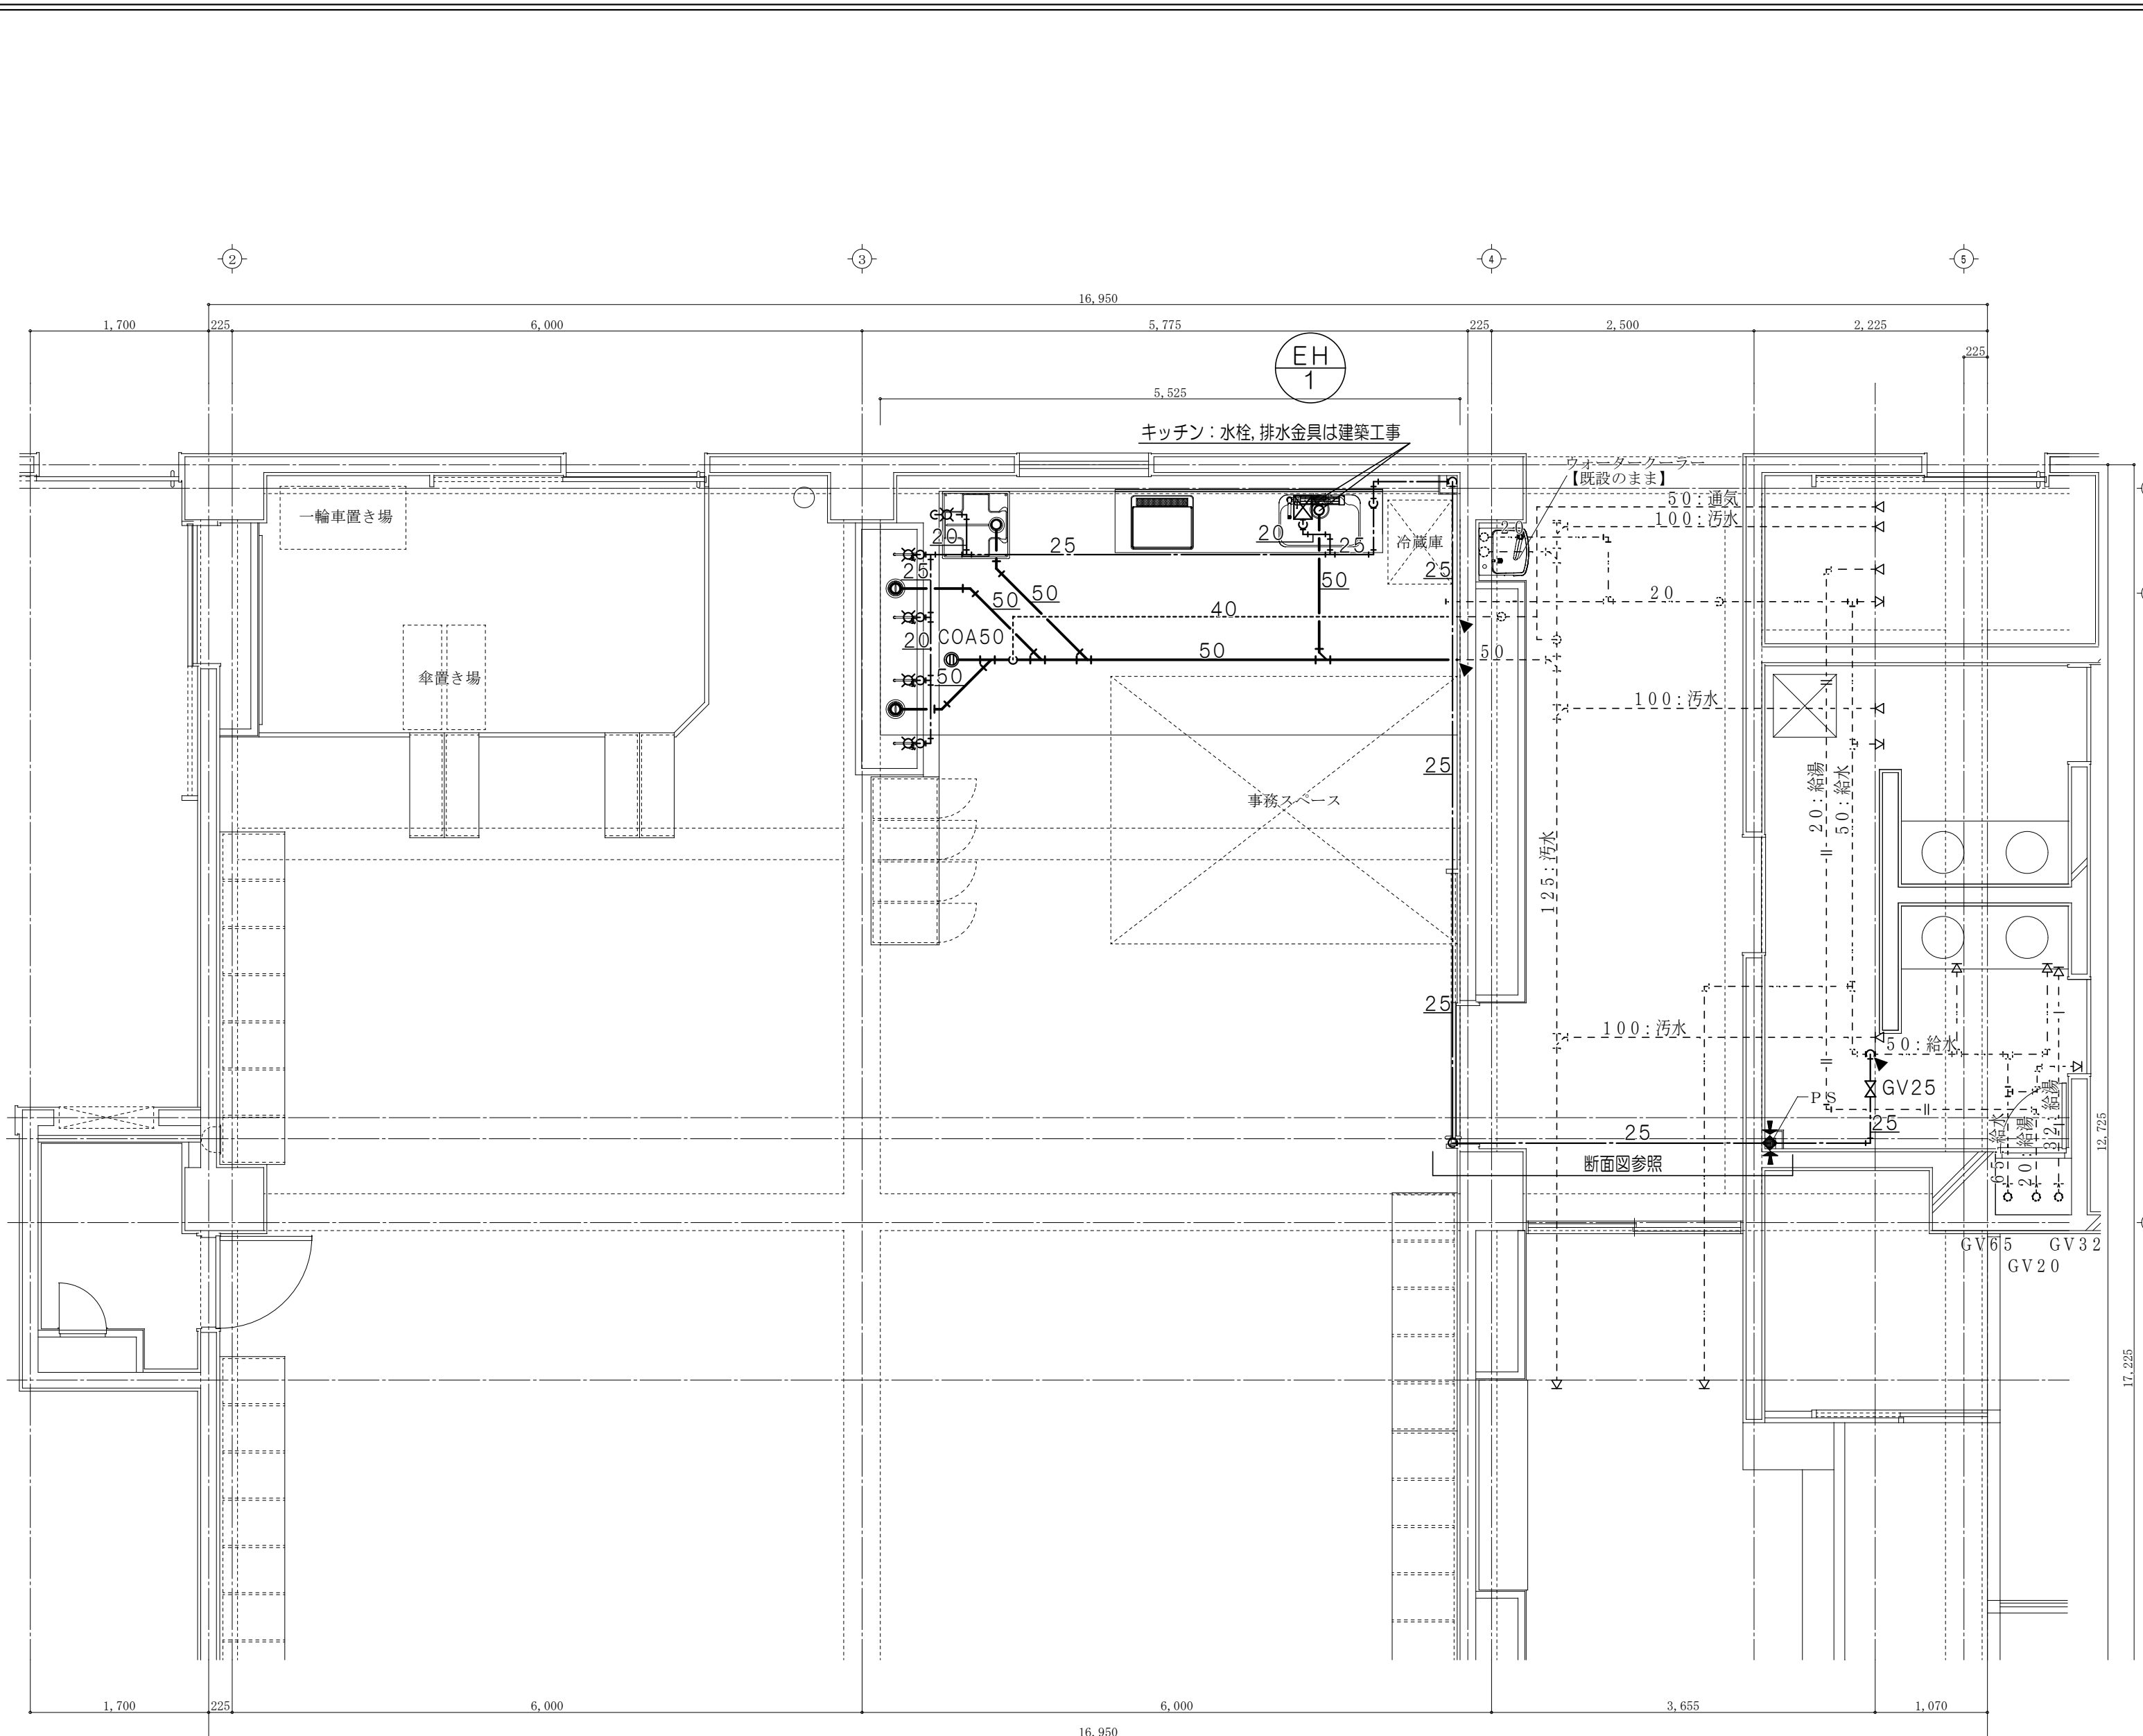 2
3
4
5
16,950
1,700
225
6,000
5,775
225
2,500
2,225
225
EH
1
5,525
キッチン：水栓,排水金具は建築工事
ウォータークーラー
【既設のまま】
50:通気
100:汚水
一輪車置き場
20
25
20
25
冷蔵庫
20
25
25
50
50
50
40
20
20
COA50
50
50
50
傘置き場
100:汚水
25
事務スペース
20:給湯
50:給水
125:汚水
25
100:汚水
50:給水
GV25
PS
25
25
断面図参照
65:給水
20:給湯
32:給湯
12,725
GV65
GV32
GV20
17,225
1,700
225
6,000
6,000
3,655
1,070
16,950